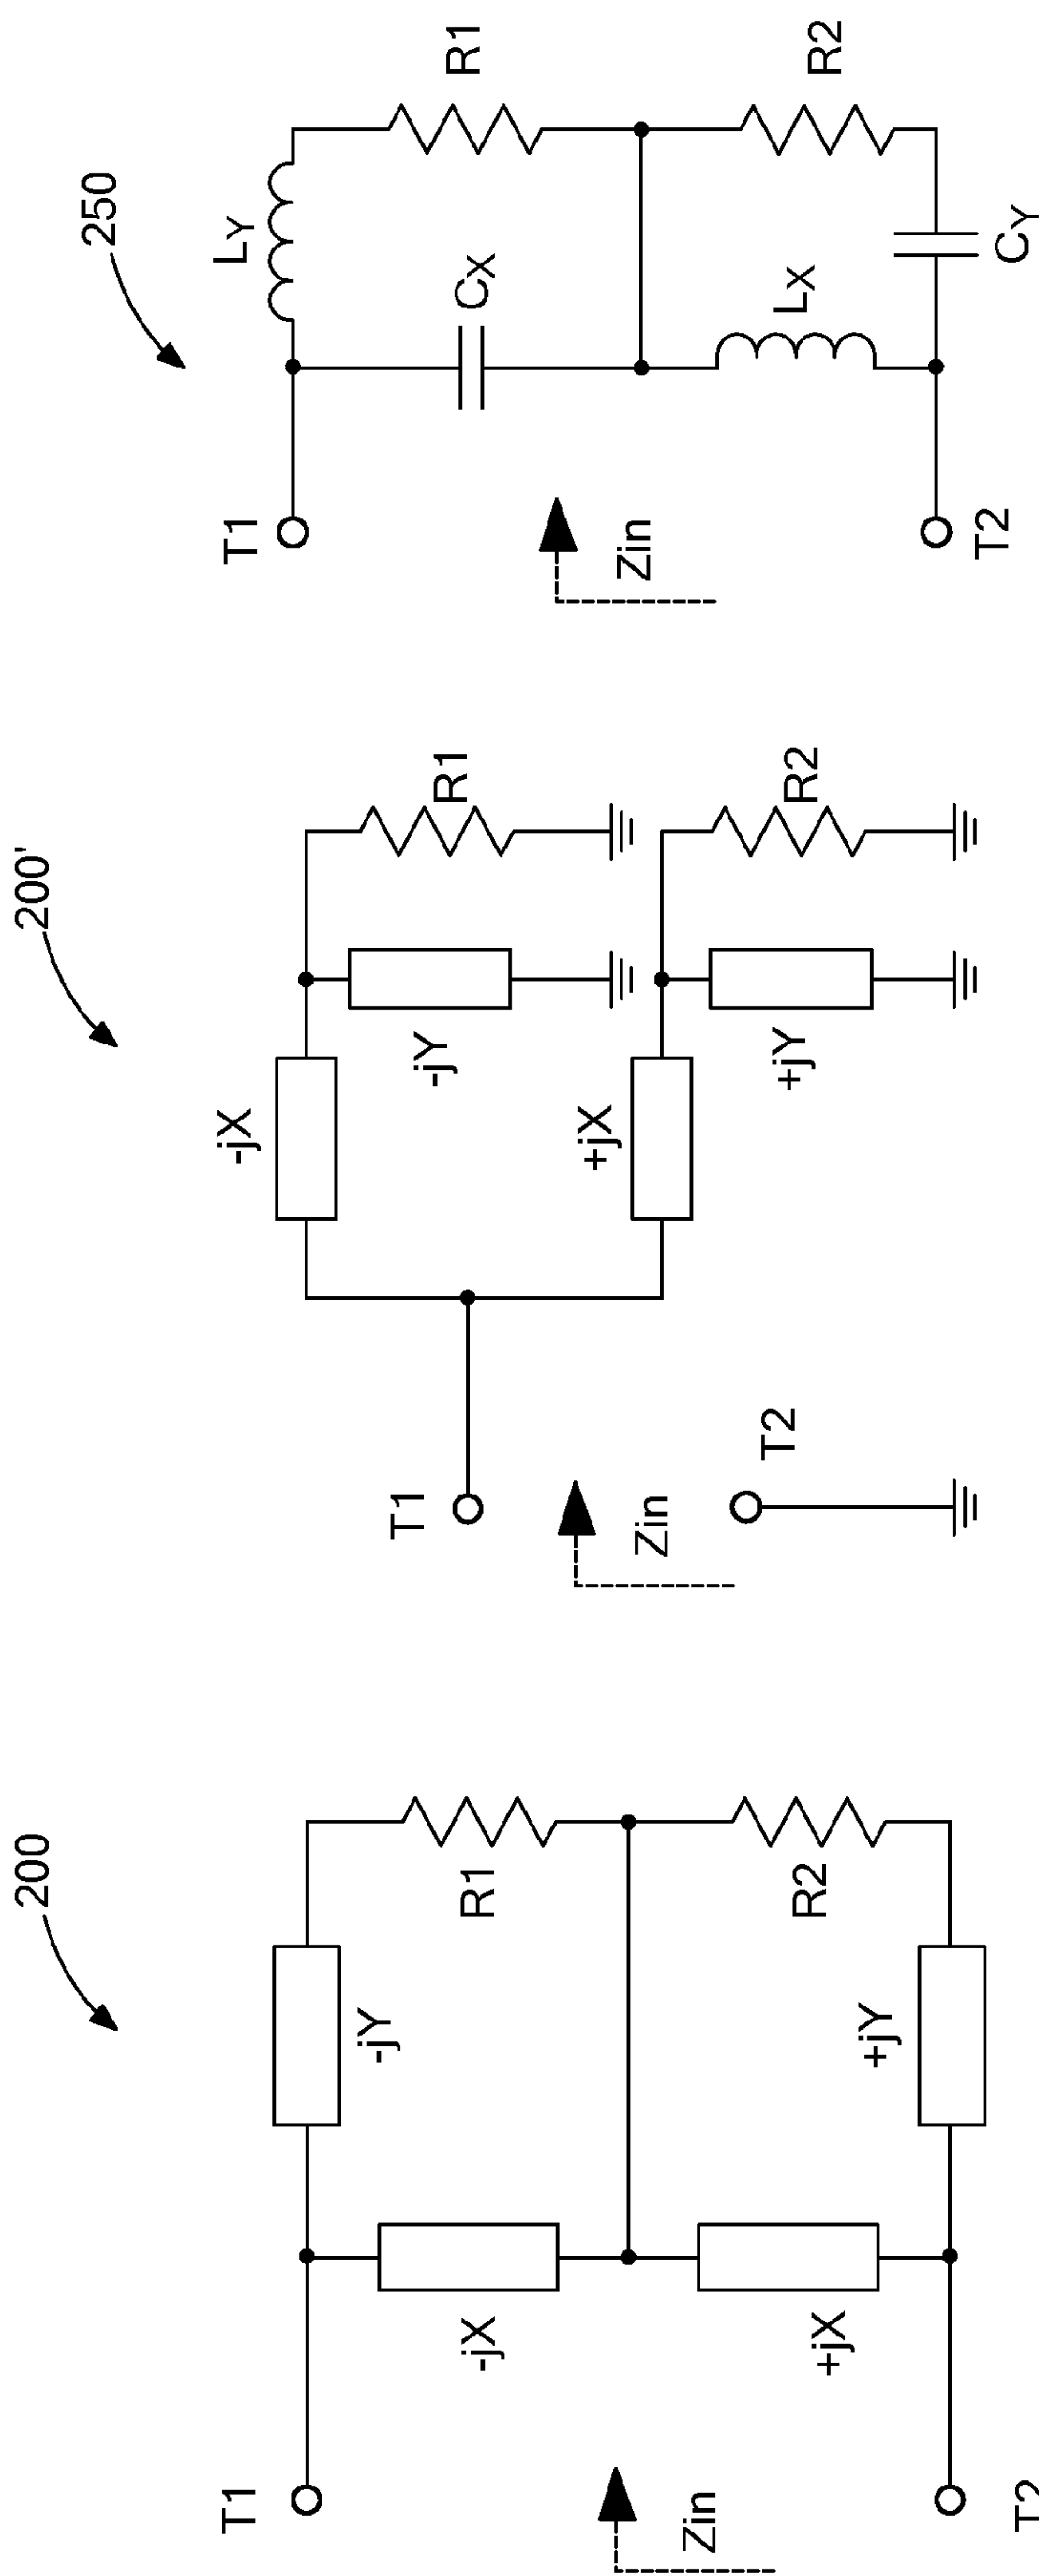 200
T1
-jY
R1
-jX
Zin
+jX
R2
+jY
T2
200'
T1
-jX
-jY
R1
Zin
+jX
+jY
R2
T2
250
T1
LY
R1
CX
Zin
LX
R2
CY
T2